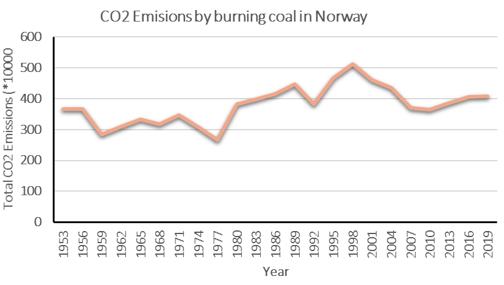 CO2 Emisions by burning coal in Norway
Total CO2 Emissions (*10000
600
500
400
300
200
100
0
1953 1956 1959 1962 1965 1968 1971 1974 1977 1980 1983 1986 1989 1992 1995 1998 2001 2004 2007 2010 2013 2016 2019
Year